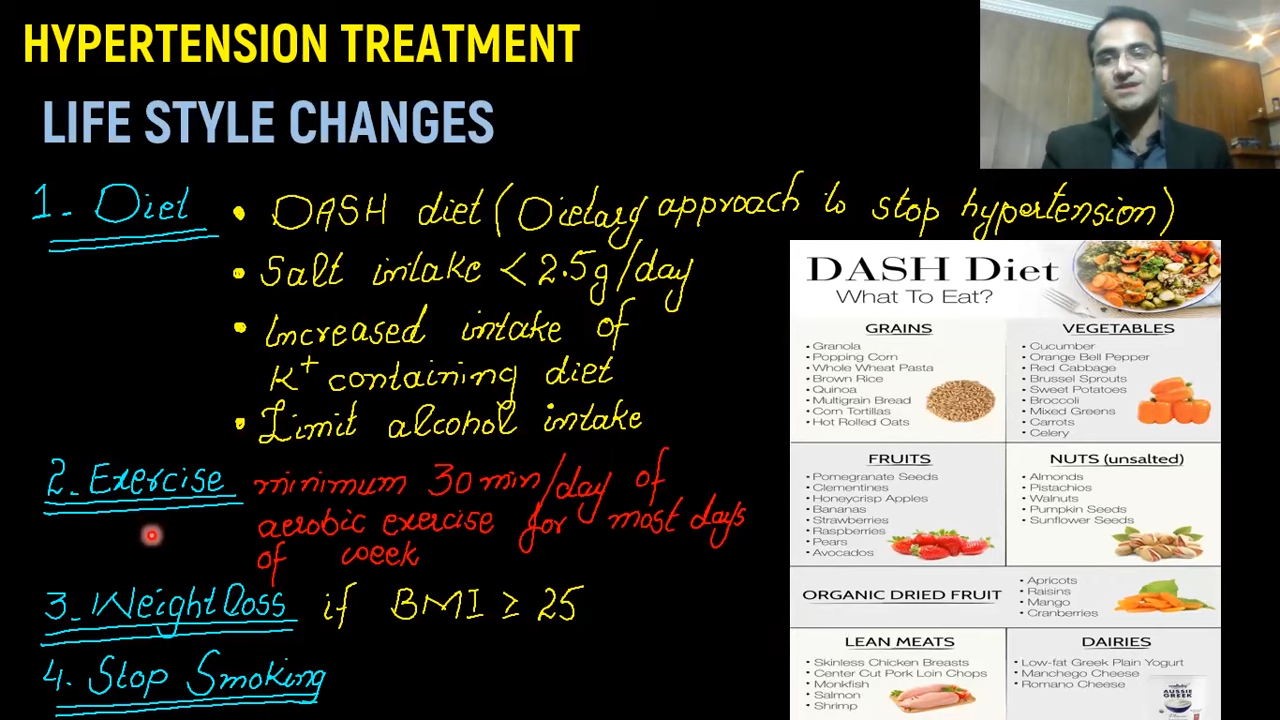 HYPERTENSION TREATMENT
LIFE STYLE CHANGES
1- Diet
• DASH diet (Dietary approach to stop hypertension)
• Salt intake < 2.5g/day
• Increased intake of
K+ containing diet
• Limit alcohol intake
2- Exercise
minimum 30 min/day of
aerobic exercise for most days
of week
3- Weight Loss if BMI ≥ 25
4- Stop Smoking
DASH Diet
What To Eat?
GRAINS
• Granola
• Popping Corn
• Whole Wheat Pasta
• Brown Rice
• Quinoa
• Multigrain Bread
• Corn Tortillas
• Hot Rolled Oats
VEGETABLES
• Cucumber
• Orange Bell Pepper
• Red Cabbage
• Brussel Sprouts
• Sweet Potatoes
• Broccoli
• Mixed Greens
• Carrots
• Celery
FRUITS
• Pomegranate Seeds
• Clementines
• Honeycrisp Apples
• Bananas
• Strawberries
• Raspberries
• Pears
• Avocados
NUTS (unsalted)
• Almonds
• Pistachios
• Walnuts
• Pumpkin Seeds
• Sunflower Seeds
ORGANIC DRIED FRUIT
• Apricots
• Raisins
• Mango
• Cranberries
LEAN MEATS
• Skinless Chicken Breasts
• Center Cut Pork Loin Chops
• Monkfish
• Salmon
• Shrimp
DAIRIES
• Low-fat Greek Plain Yogurt
• Manchego Cheese
• Romano Cheese
AUSSIE
GREEK